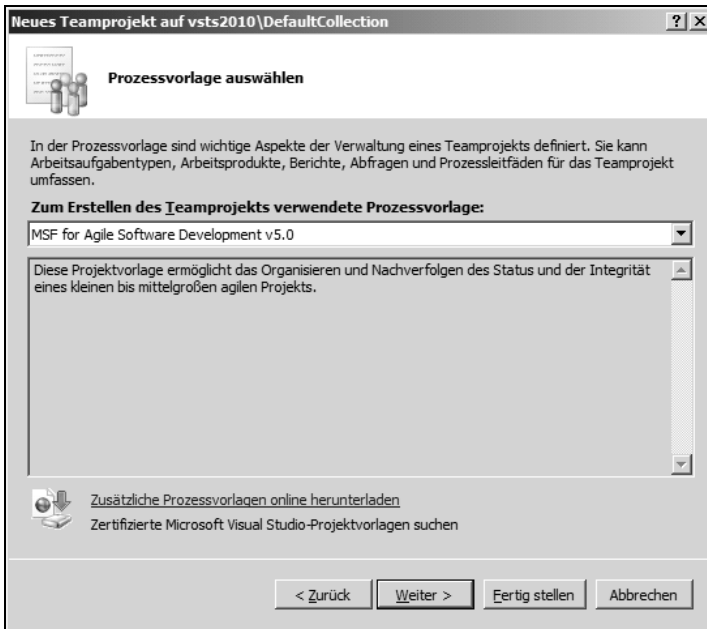 Neues Teamprojekt auf vsts2010\DefaultCollection
Prozessvorlage auswählen
In der Prozessvorlage sind wichtige Aspekte der Verwaltung eines Teamprojekts definiert. Sie kann
Arbeitsaufgabentypen, Arbeitsprodukte, Berichte, Abfragen und Prozessleitfäden für das Teamprojekt
umfassen.
Zum Erstellen des Teamprojekts verwendete Prozessvorlage:
MSF for Agile Software Development v5.0
Diese Projektvorlage ermöglicht das Organisieren und Nachverfolgen des Status und der Integrität
eines kleinen bis mittelgroßen agilen Projekts.
Zusätzliche Prozessvorlagen online herunterladen
Zertifizierte Microsoft Visual Studio-Projektvorlagen suchen
< Zurück Weiter > Fertig stellen Abbrechen